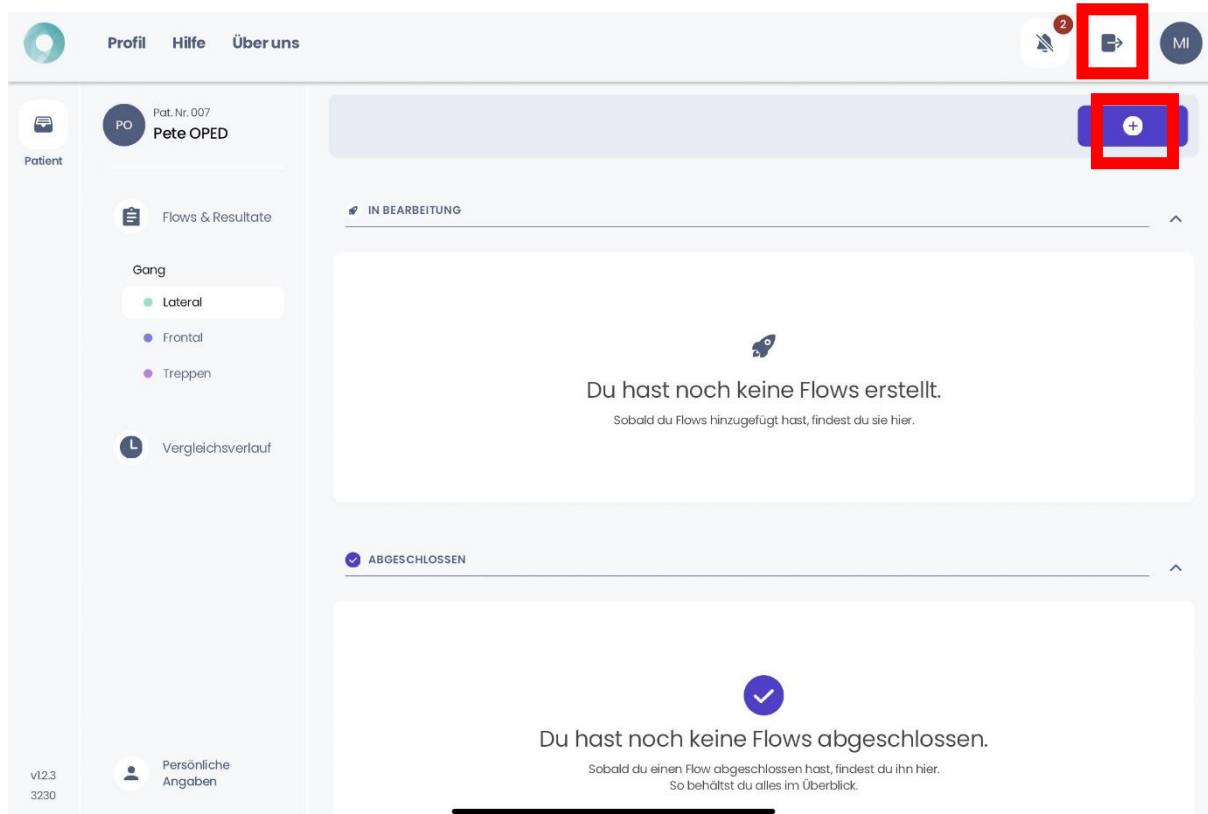 Profil Hilfe Über uns
2
MI
Patient
PO
Pat. Nr. 007
Pete OPED
Flows & Resultate
Gang
Lateral
Frontal
Treppen
Vergleichsverlauf
Persönliche
Angaben
v1.2.3
3230
IN BEARBEITUNG
Du hast noch keine Flows erstellt.
Sobald du Flows hinzugefügt hast, findest du sie hier.
ABGESCHLOSSEN
Du hast noch keine Flows abgeschlossen.
Sobald du einen Flow abgeschlossen hast, findest du ihn hier.
So behältst du alles im Überblick.